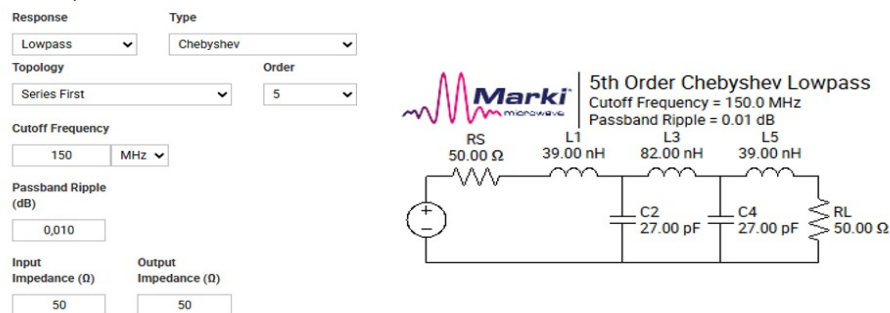 Response Type
Lowpass Chebyshev
Topology Order
Series First 5
Cutoff Frequency
150 MHz
Passband Ripple
(dB)
0,010
Input Output
Impedance (Ω) Impedance (Ω)
50 50
Marki
microwave
5th Order Chebyshev Lowpass
Cutoff Frequency = 150.0 MHz
Passband Ripple = 0.01 dB
RS L1 L3 L5
50.00 Ω 39.00 nH 82.00 nH 39.00 nH
+
−
C2 C4 RL
27.00 pF 27.00 pF 50.00 Ω